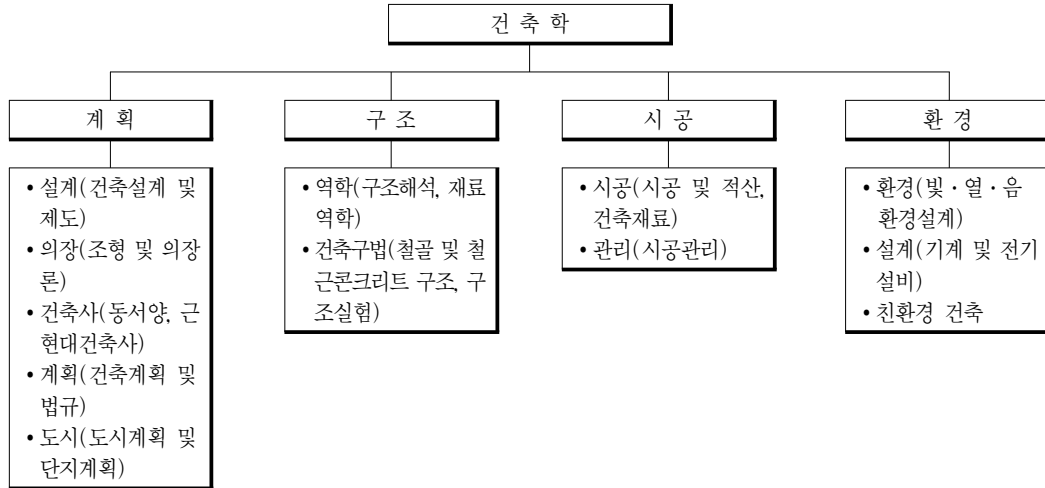 건 축 학
계 획
• 설계(건축설계 및
제도)
• 의장(조형 및 의장
론)
• 건축사(동서양, 근
현대건축사)
• 계획(건축계획 및
법규)
• 도시(도시계획 및
단지계획)
구 조
• 역학(구조해석, 재료
역학)
• 건축구법(철골 및 철
근콘크리트 구조, 구
조실험)
시 공
• 시공(시공 및 적산,
건축재료)
• 관리(시공관리)
환 경
• 환경(빛·열·음
환경설계)
• 설계(기계 및 전기
설비)
• 친환경 건축